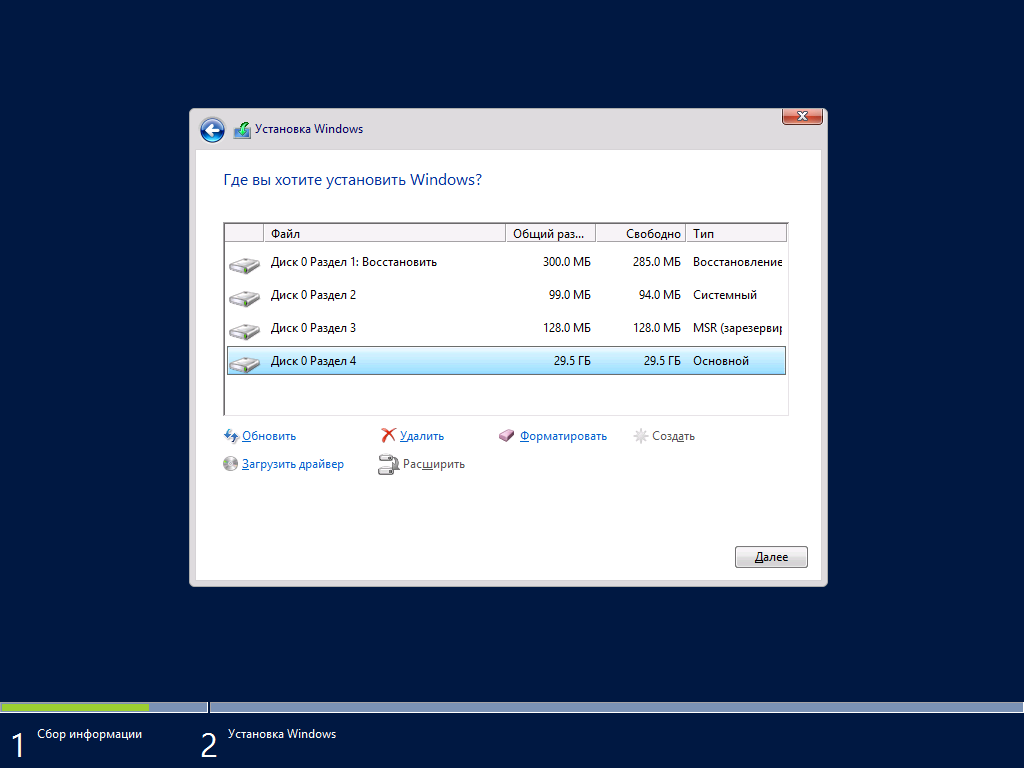 Установка Windows
Где вы хотите установить Windows?
Файл Общий раз... Свободно Тип
Диск 0 Раздел 1: Восстановить 300.0 МБ 285.0 МБ Восстановление
Диск 0 Раздел 2 99.0 МБ 94.0 МБ Системный
Диск 0 Раздел 3 128.0 МБ 128.0 МБ MSR (зарезервир
Диск 0 Раздел 4 29.5 ГБ 29.5 ГБ Основной
Обновить Удалить Форматировать Создать
Загрузить драйвер Расширить
Далее
1 Сбор информации 2 Установка Windows